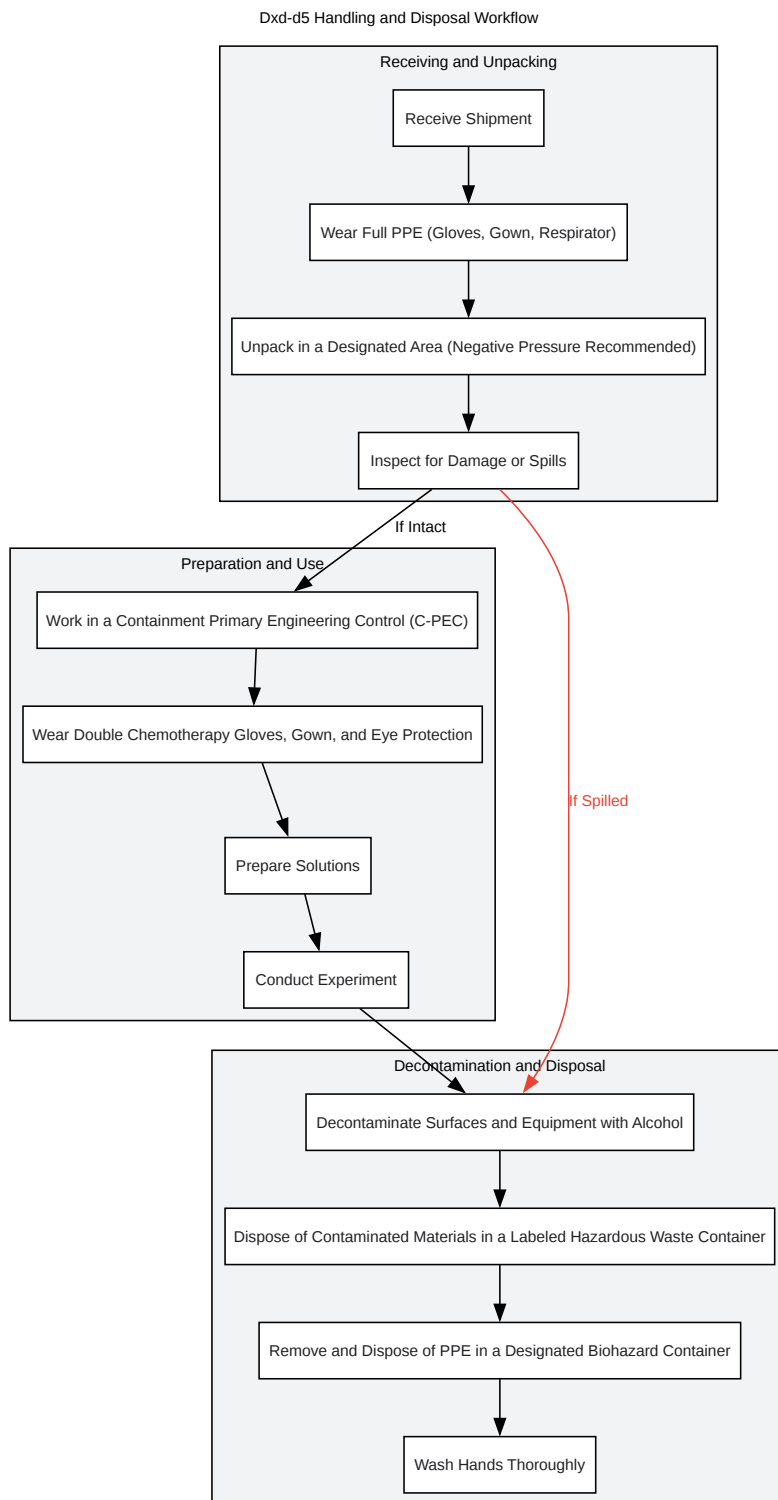 Dxd-d5 Handling and Disposal Workflow
Receiving and Unpacking
Receive Shipment
Wear Full PPE (Gloves, Gown, Respirator)
Unpack in a Designated Area (Negative Pressure Recommended)
Inspect for Damage or Spills
If Intact
Preparation and Use
Work in a Containment Primary Engineering Control (C-PEC)
Wear Double Chemotherapy Gloves, Gown, and Eye Protection
If Spilled
Prepare Solutions
Conduct Experiment
Decontamination and Disposal
Decontaminate Surfaces and Equipment with Alcohol
Dispose of Contaminated Materials in a Labeled Hazardous Waste Container
Remove and Dispose of PPE in a Designated Biohazard Container
Wash Hands Thoroughly